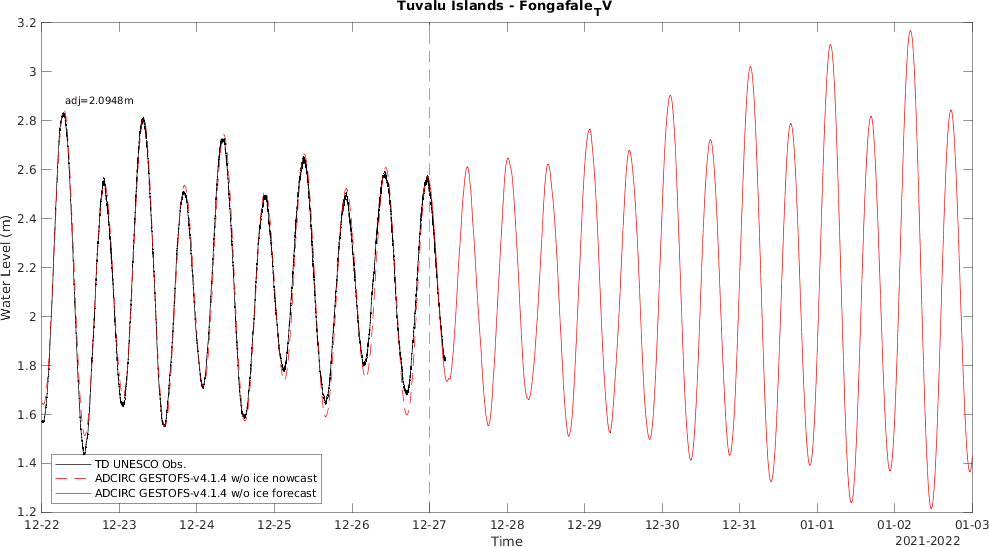 Tuvalu Islands - Fongafale_TV
3.2
3
2.8
2.6
2.4
2.2
2
1.8
1.6
1.4
1.2
Water Level (m)
adj=2.0948m
TD UNESCO Obs.
ADCIRC GESTOFS-v4.1.4 w/o ice nowcast
ADCIRC GESTOFS-v4.1.4 w/o ice forecast
12-22 12-23 12-24 12-25 12-26 12-27 12-28 12-29 12-30 12-31 01-01 01-02 01-03
Time
2021-2022